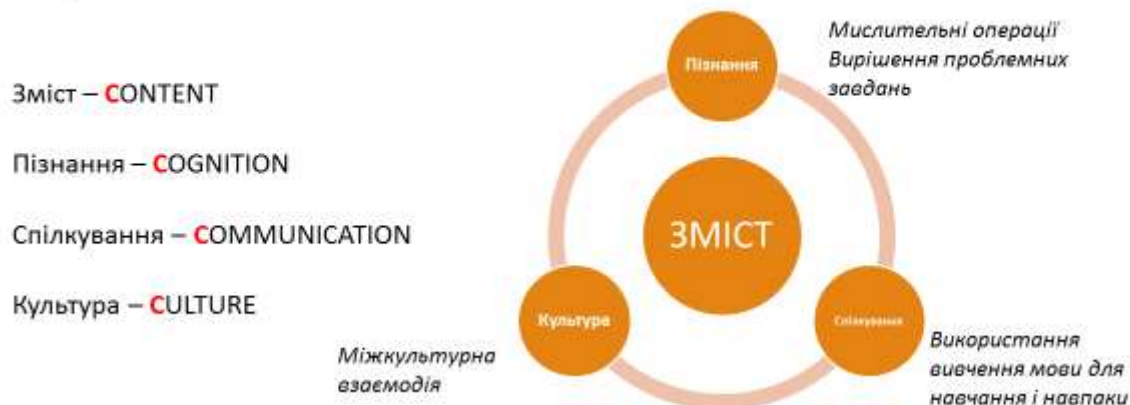 Зміст – CONTENT
Пізнання – COGNITION
Спілкування – COMMUNICATION
Культура – CULTURE
Пізнання
Мислительні операції
Вирішення проблемних
завдань
ЗМІСТ
Культура
Міжкультурна
взаємодія
Спілкування
Використання
вивчення мови для
навчання і навпаки